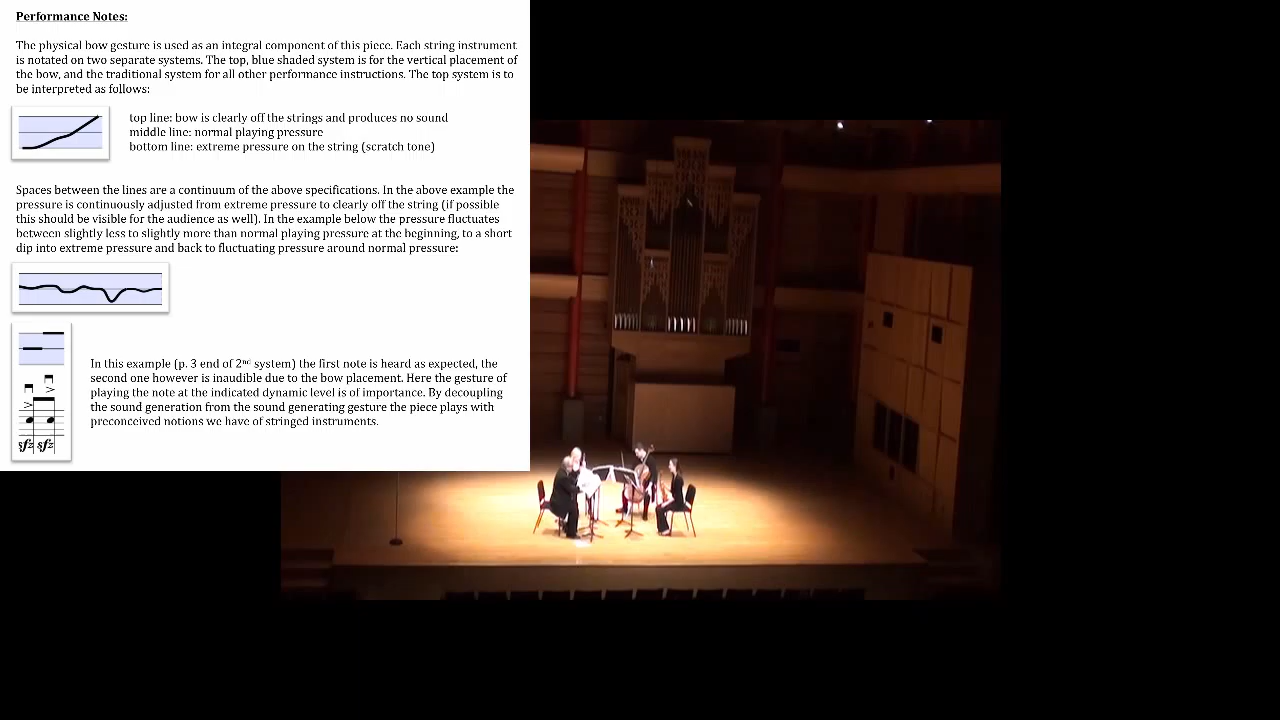 Performance Notes:
The physical bow gesture is used as an integral component of this piece. Each string instrument
is notated on two separate systems. The top, blue shaded system is for the vertical placement of
the bow, and the traditional system for all other performance instructions. The top system is to
be interpreted as follows:
top line: bow is clearly off the strings and produces no sound
middle line: normal playing pressure
bottom line: extreme pressure on the string (scratch tone)
Spaces between the lines are a continuum of the above specifications. In the above example the
pressure is continuously adjusted from extreme pressure to clearly off the string (if possible
this should be visible for the audience as well). In the example below the pressure fluctuates
between slightly less to slightly more than normal playing pressure at the beginning, to a short
dip into extreme pressure and back to fluctuating pressure around normal pressure:
In this example (p. 3 end of 2nd system) the first note is heard as expected, the
second one however is inaudible due to the bow placement. Here the gesture of
playing the note at the indicated dynamic level is of importance. By decoupling
the sound generation from the sound generating gesture the piece plays with
preconceived notions we have of stringed instruments.
sfz sfz